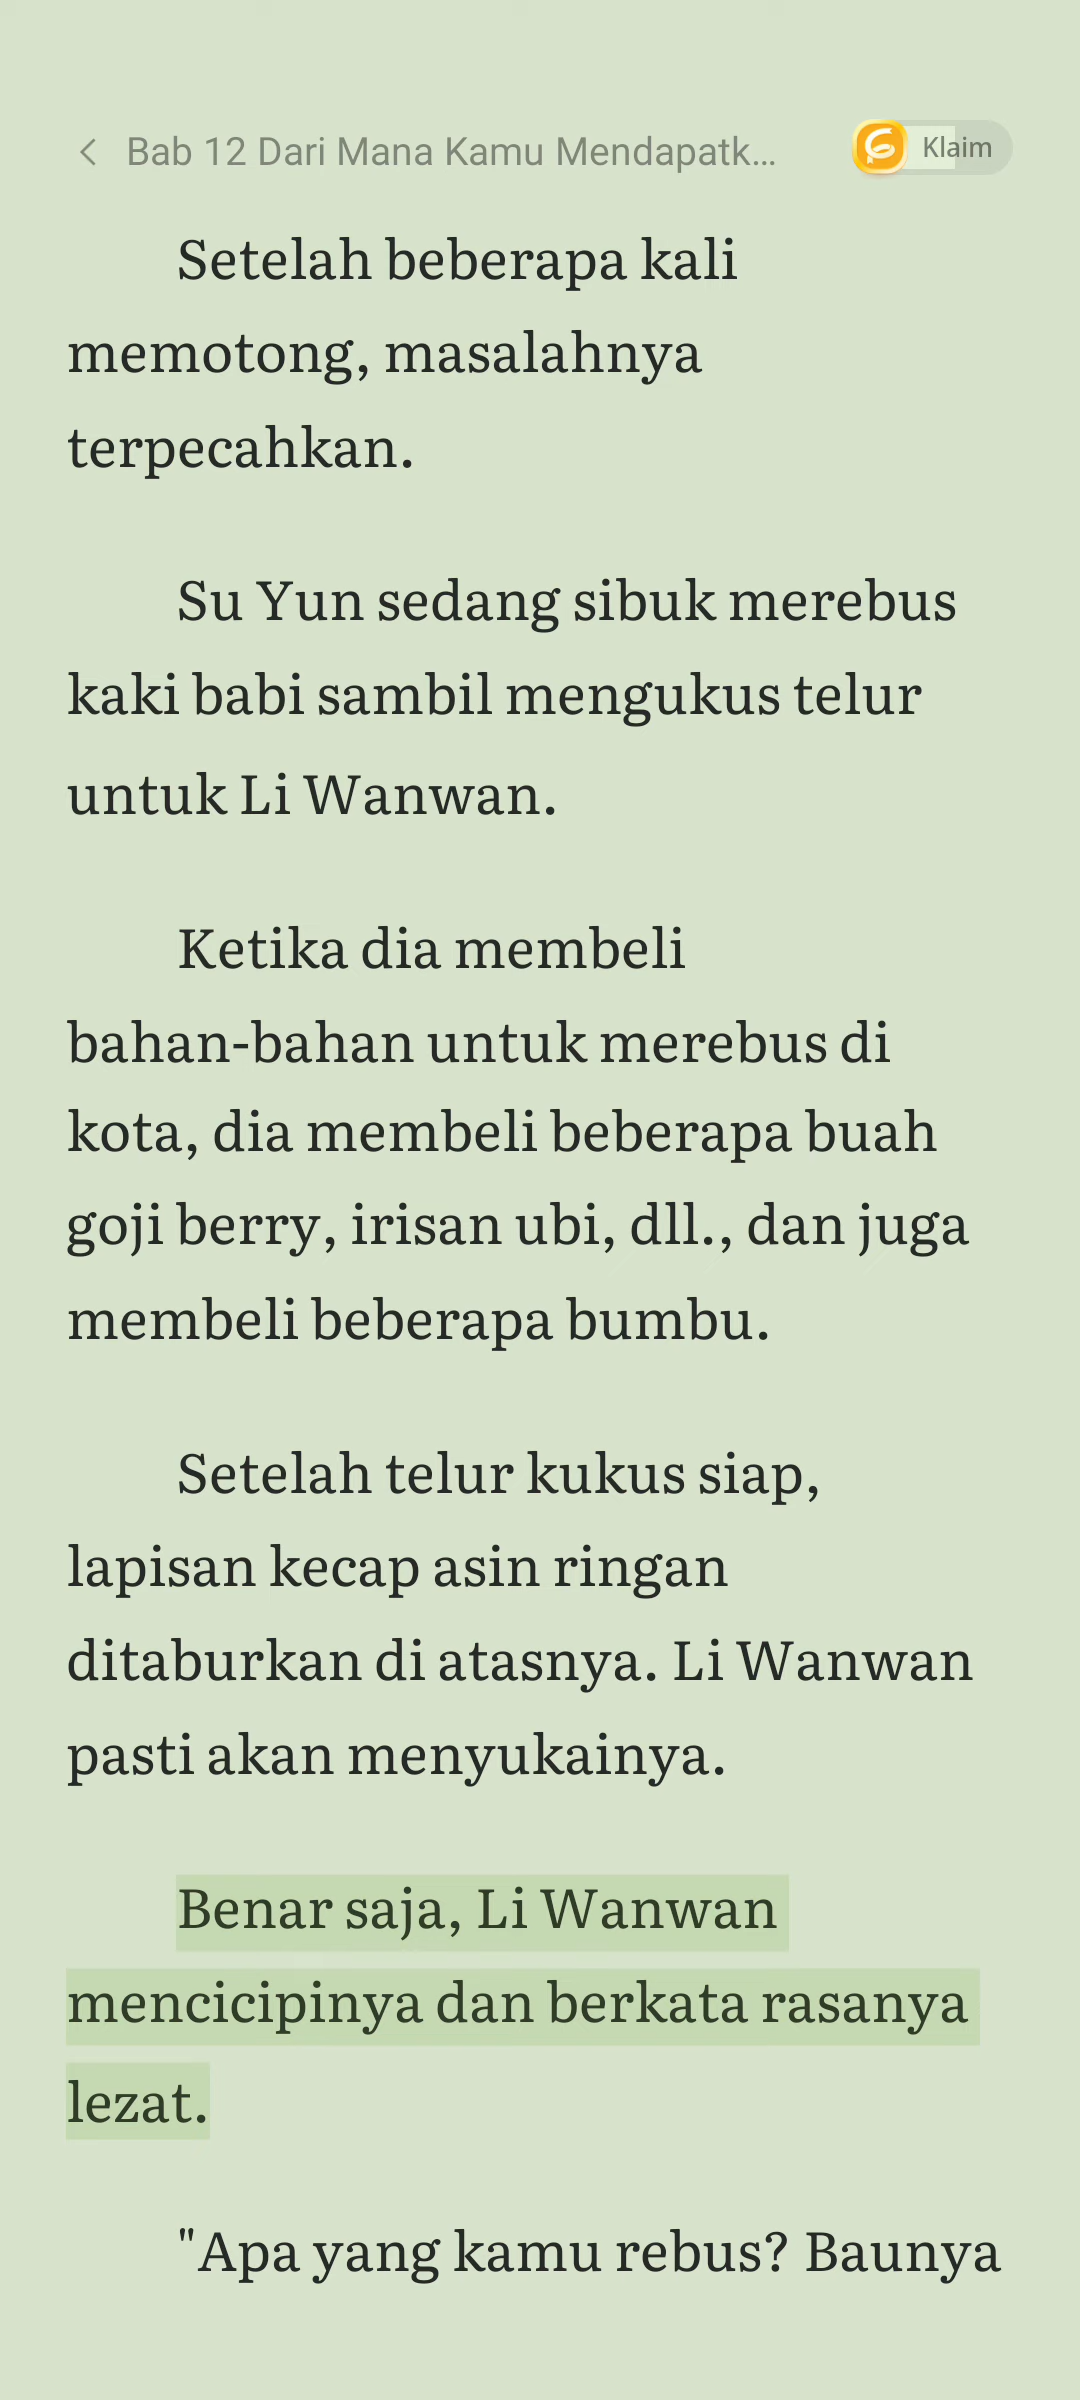 Bab 12 Dari Mana Kamu Mendapatk...
Klaim
Setelah beberapa kali
memotong, masalahnya
terpecahkan.
Su Yun sedang sibuk merebus
kaki babi sambil mengukus telur
untuk Li Wanwan.
Ketika dia membeli
bahan-bahan untuk merebus di
kota, dia membeli beberapa buah
goji berry, irisan ubi, dll., dan juga
membeli beberapa bumbu.
Setelah telur kukus siap,
lapisan kecap asin ringan
ditaburkan di atasnya. Li Wanwan
pasti akan menyukainya.
Benar saja, Li Wanwan
mencicipinya dan berkata rasanya
lezat.
"Apa yang kamu rebus? Baunya